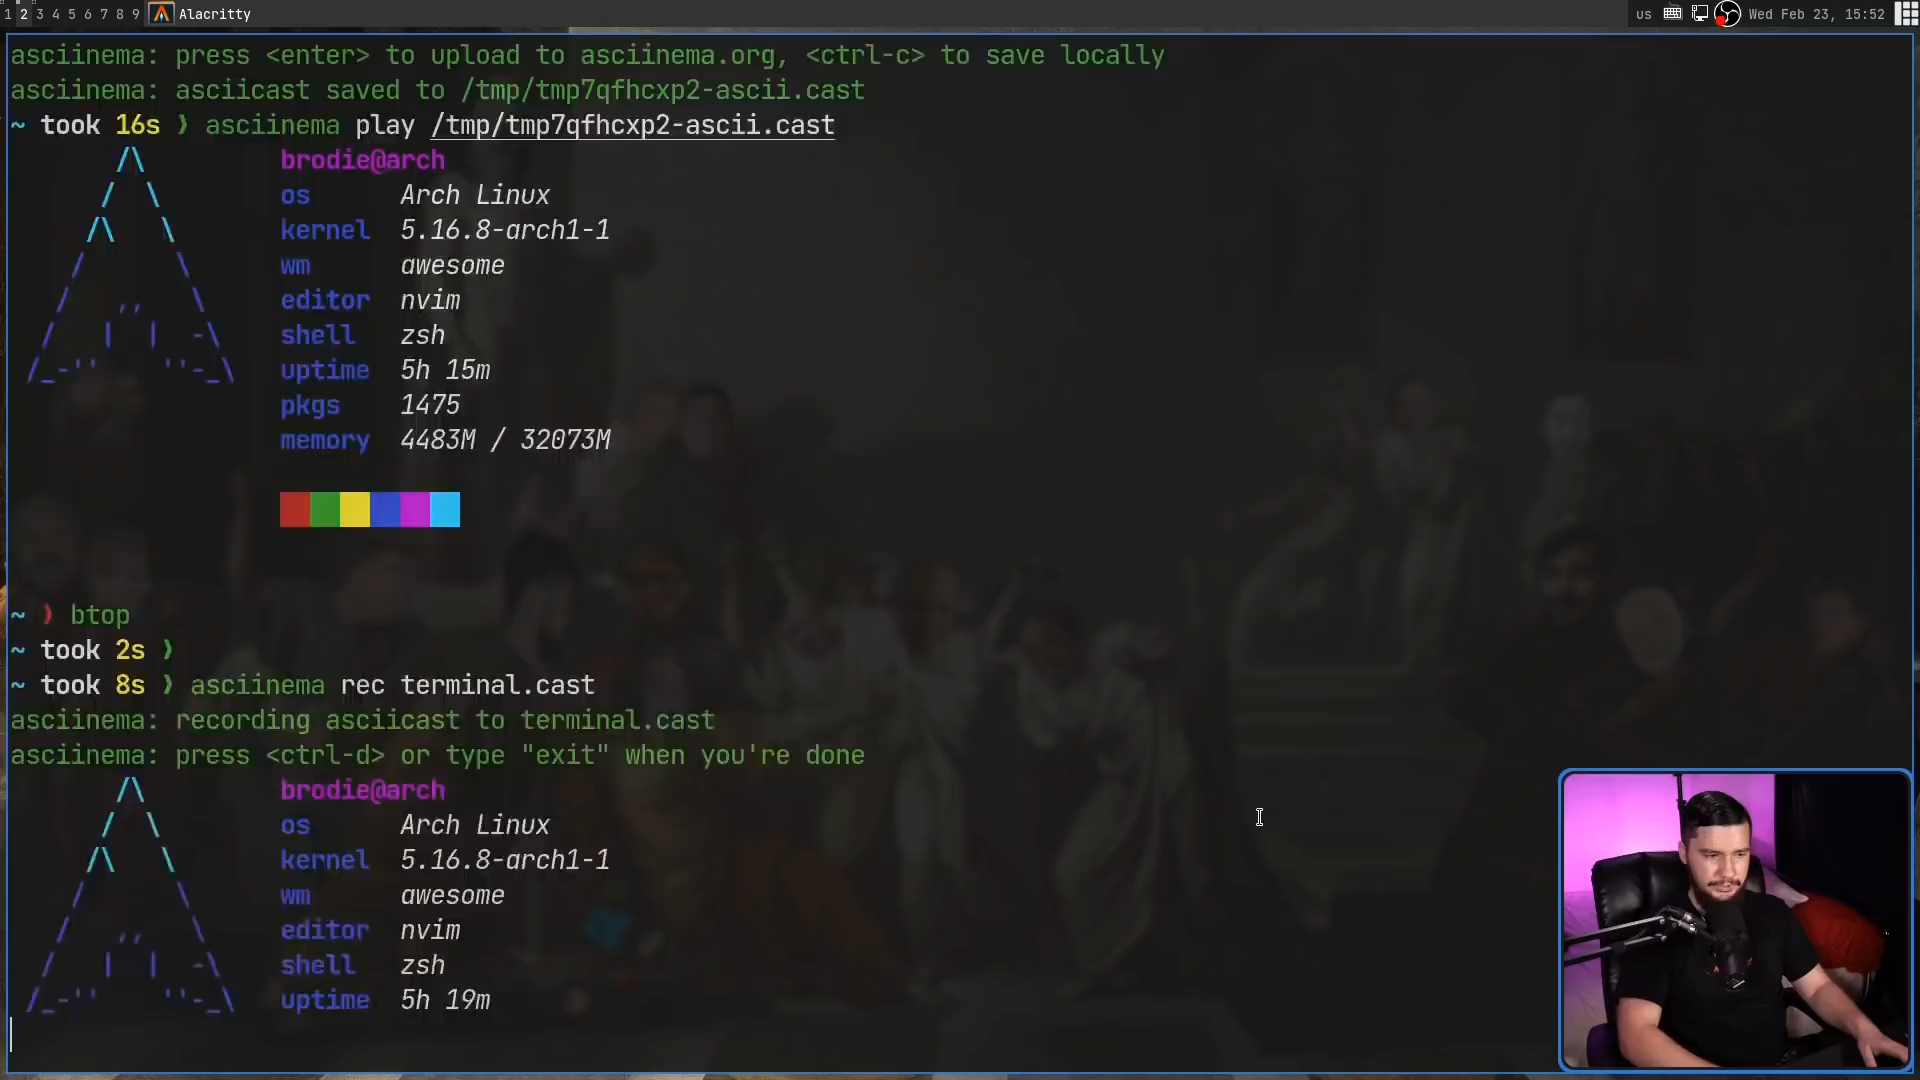 1 2 3 4 5 6 7 8 9 Alacritty us Wed Feb 23, 15:52
asciinema: press <enter> to upload to asciinema.org, <ctrl-c> to save locally
asciinema: asciicast saved to /tmp/tmp7qfhcxp2-ascii.cast
~ took 16s ❯ asciinema play /tmp/tmp7qfhcxp2-ascii.cast
brodie@arch
os Arch Linux
kernel 5.16.8-arch1-1
wm awesome
editor nvim
shell zsh
uptime 5h 15m
pkgs 1475
memory 4483M / 32073M
~ ❯ btop
~ took 2s ❯
~ took 8s ❯ asciinema rec terminal.cast
asciinema: recording asciicast to terminal.cast
asciinema: press <ctrl-d> or type "exit" when you're done
brodie@arch
os Arch Linux
kernel 5.16.8-arch1-1
wm awesome
editor nvim
shell zsh
uptime 5h 19m